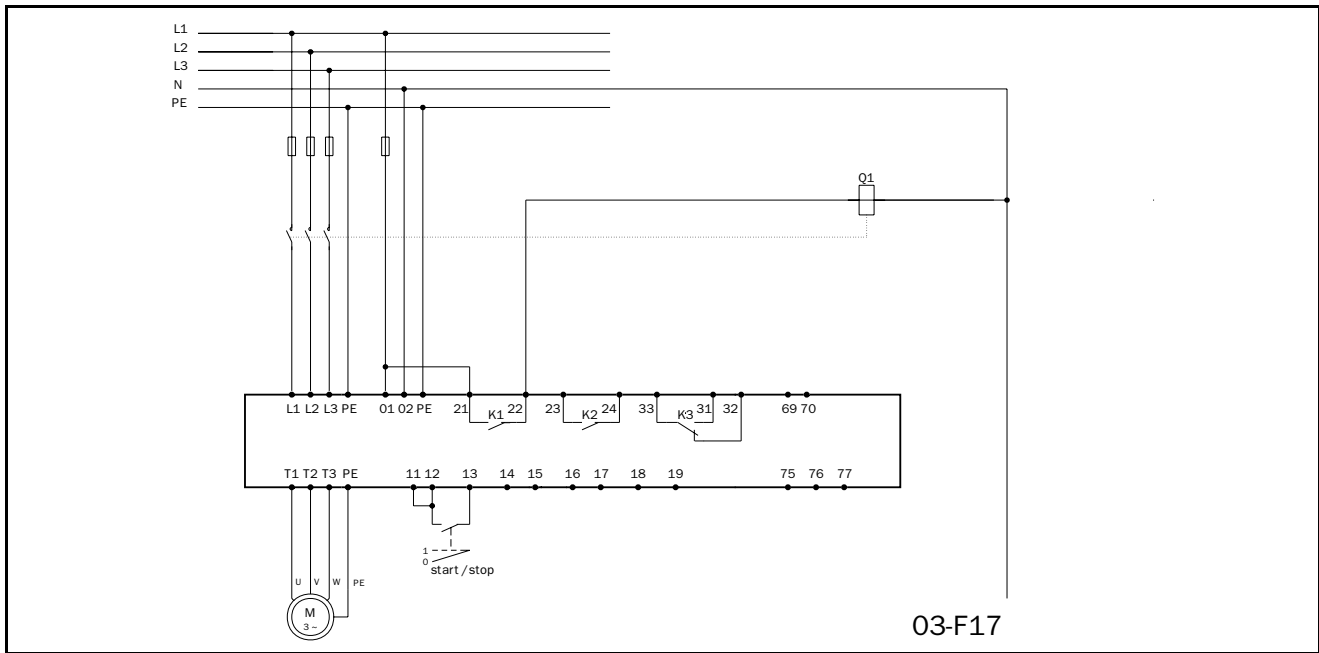 L1
L2
L3
N
PE
Q1
L1 L2 L3 PE 01 02 PE 21 K1 22 23 K2 24 33 K3 31 32 69 70
T1 T2 T3 PE 11 12 13 14 15 16 17 18 19 75 76 77
1
0
start/stop
U V W PE
M
3~
03-F17